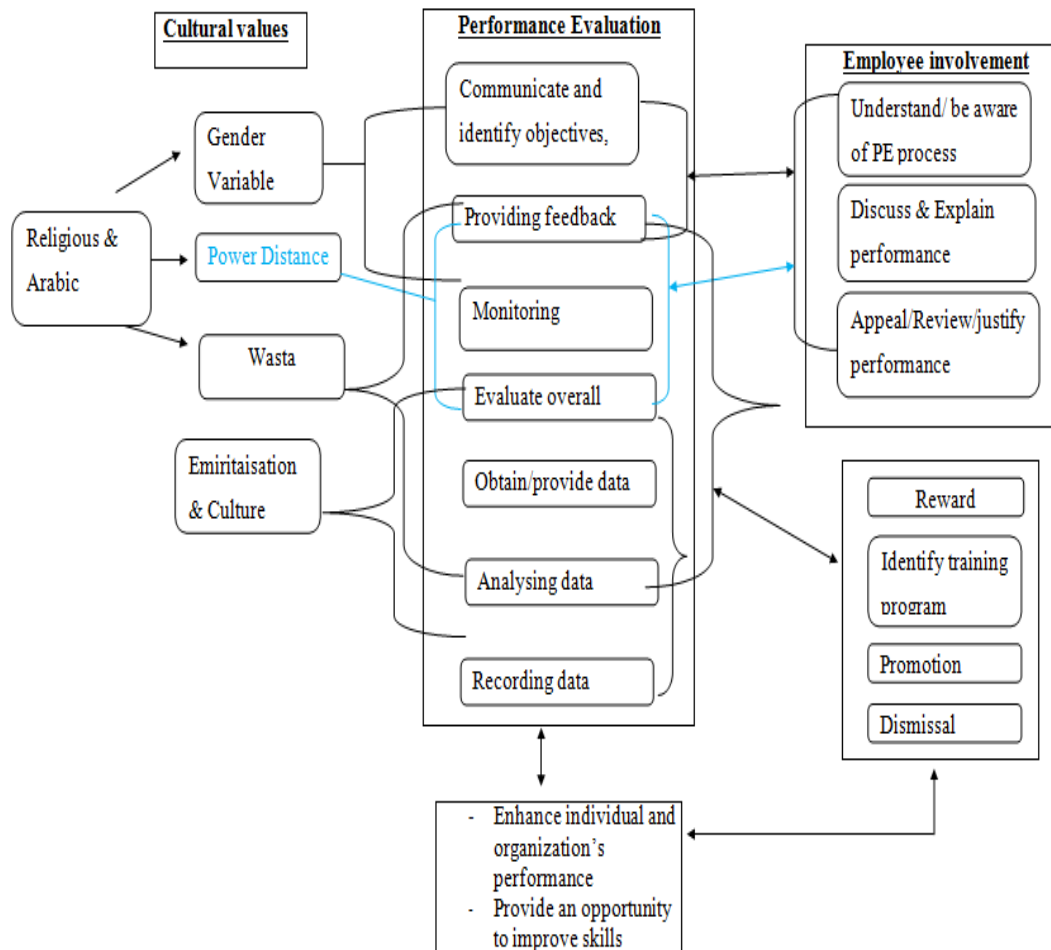 Cultural values
Performance Evaluation
Employee involvement
Religious &
Arabic
Gender
Variable
Power Distance
Wasta
Emiritaisation
& Culture
Communicate and
identify objectives,
Providing feedback
Monitoring
Evaluate overall
Obtain/provide data
Analysing data
Recording data
Understand/ be aware
of PE process
Discuss & Explain
performance
Appeal/Review/justify
performance
Reward
Identify training
program
Promotion
Dismissal
- Enhance individual and
organization’s
performance
- Provide an opportunity
to improve skills